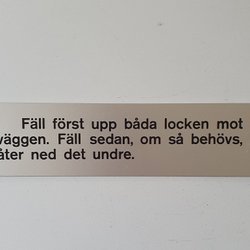 Fäll först upp båda locken mot
väggen. Fäll sedan, om så behövs,
åter ned det undre.